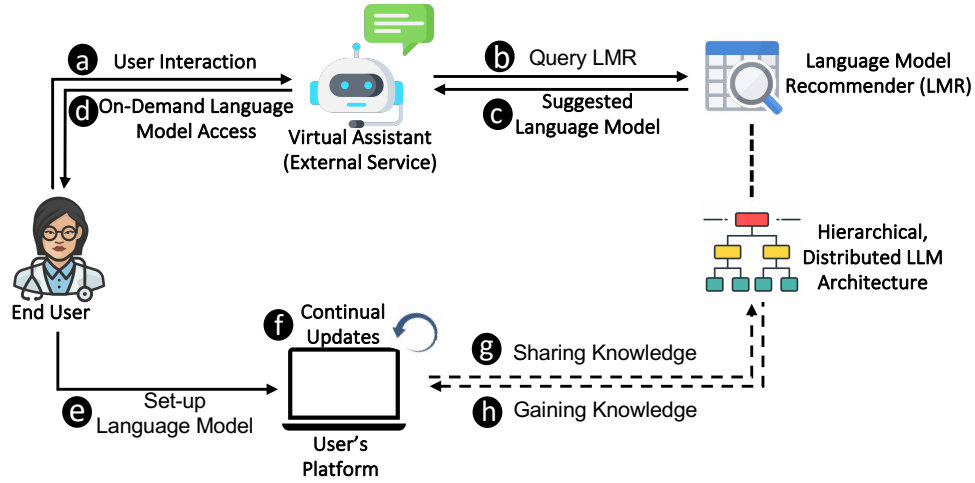 a
User Interaction
d
On-Demand Language
Model Access
Virtual Assistant
(External Service)
b
Query LMR
c
Suggested
Language Model
Language Model
Recommender (LMR)
Hierarchical,
Distributed LLM
Architecture
End User
f
Continual
Updates
g
Sharing Knowledge
h
Gaining Knowledge
e
Set-up
Language Model
User's
Platform